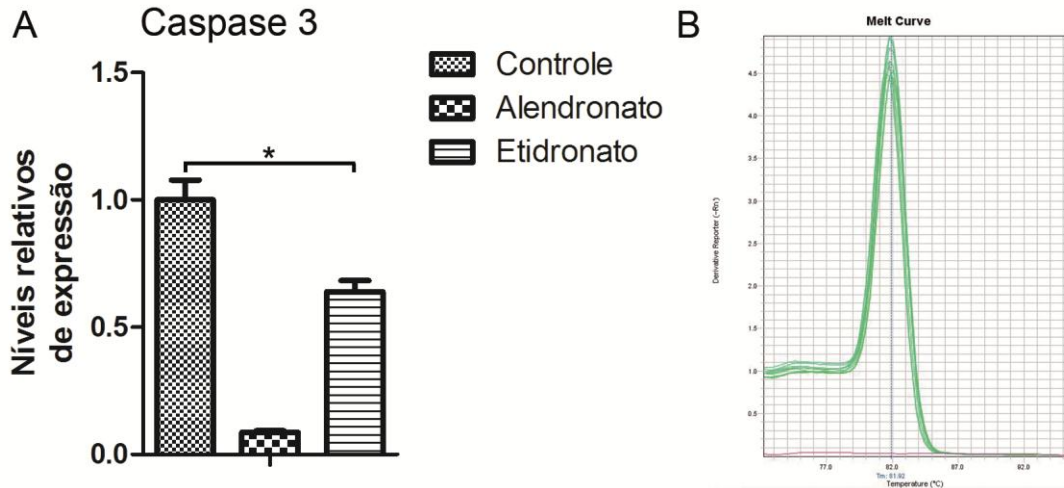 A
Caspase 3
Níveis relativos
de expressão
1.5
1.0
0.5
0.0
*
Controle
Alendronato
Etidronato
B
Melt Curve
Derivative Reporter (-Rn)
4.5
4.0
3.5
3.0
2.5
2.0
1.5
1.0
0.5
77.0
82.0
87.0
92.0
Tm: 81.92
Temperature (°C)